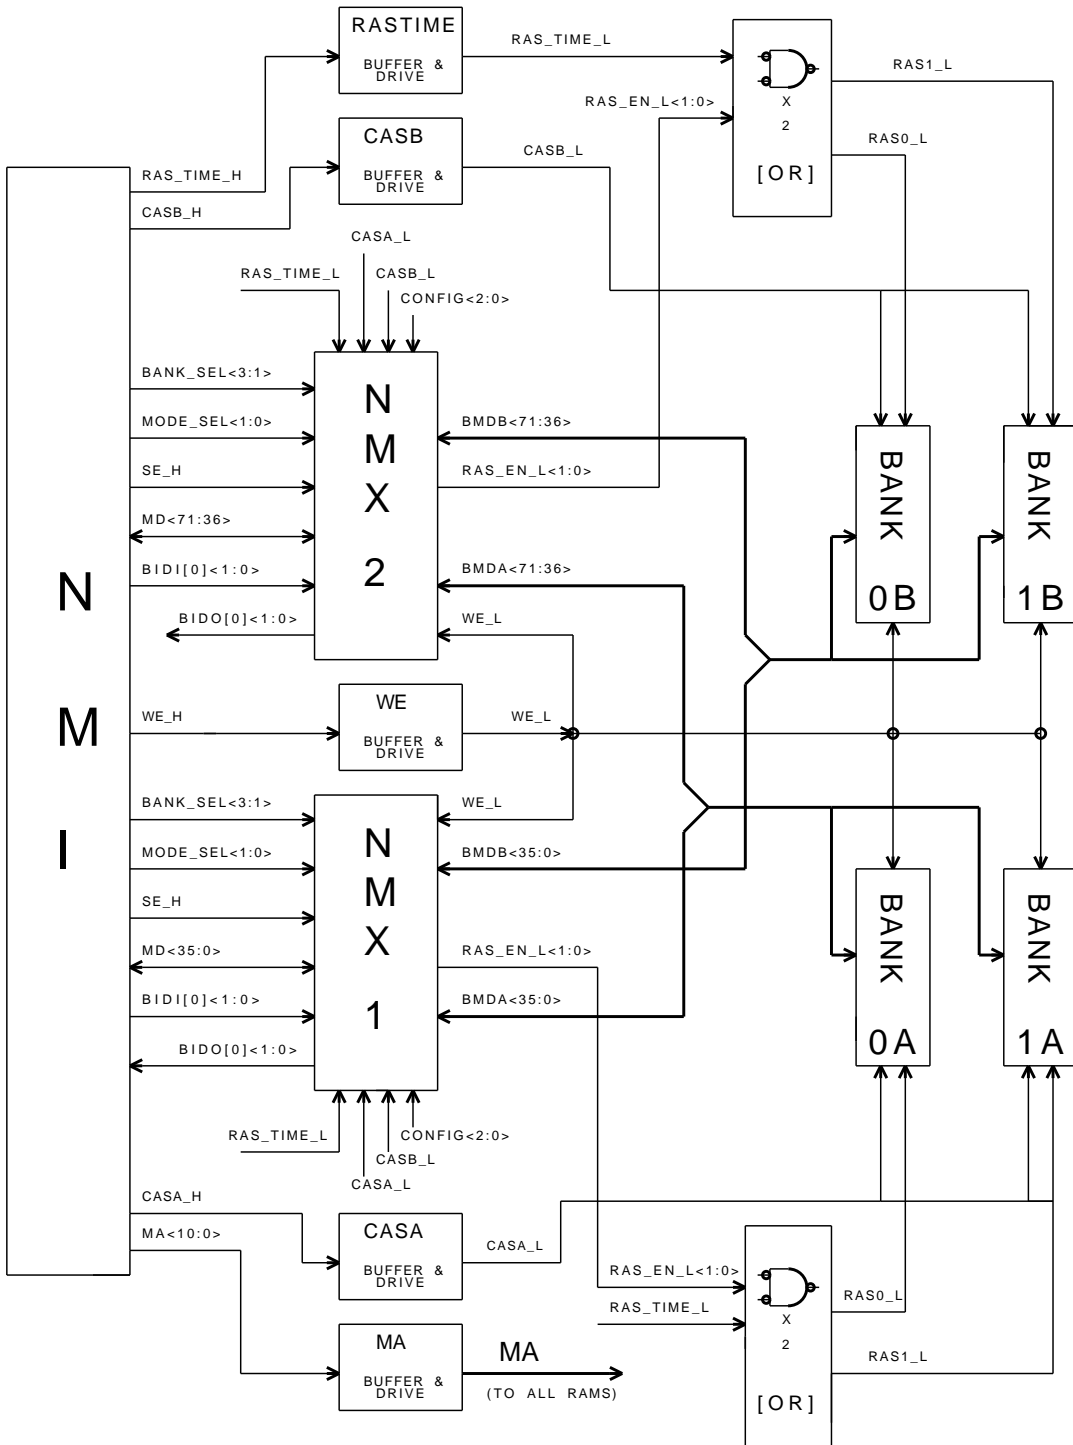 RASTIME
BUFFER &
DRIVE
RAS_TIME_L
RAS1_L
RAS_EN_L<1:0>
X
2
RAS0_L
[OR]
CASB
BUFFER &
DRIVE
CASB_L
RAS_TIME_H
CASB_H
CASA_L
RAS_TIME_L
CASB_L
CONFIG<2:0>
BANK_SEL<3:1>
MODE_SEL<1:0>
SE_H
MD<71:36>
BIDI[0]<1:0>
BIDO[0]<1:0>
N
M
X
2
BMDB<71:36>
RAS_EN_L<1:0>
BMDA<71:36>
WE_L
BANK
0B
BANK
1B
N
M
I
WE_H
WE
BUFFER &
DRIVE
WE_L
BANK_SEL<3:1>
MODE_SEL<1:0>
SE_H
MD<35:0>
BIDI[0]<1:0>
BIDO[0]<1:0>
N
M
X
1
WE_L
BMDB<35:0>
RAS_EN_L<1:0>
BMDA<35:0>
BANK
0A
BANK
1A
RAS_TIME_L
CONFIG<2:0>
CASB_L
CASA_L
CASA_H
MA<10:0>
CASA
BUFFER &
DRIVE
CASA_L
RAS_EN_L<1:0>
RAS_TIME_L
X
2
[OR]
RAS0_L
RAS1_L
MA
BUFFER &
DRIVE
MA
(TO ALL RAMS)